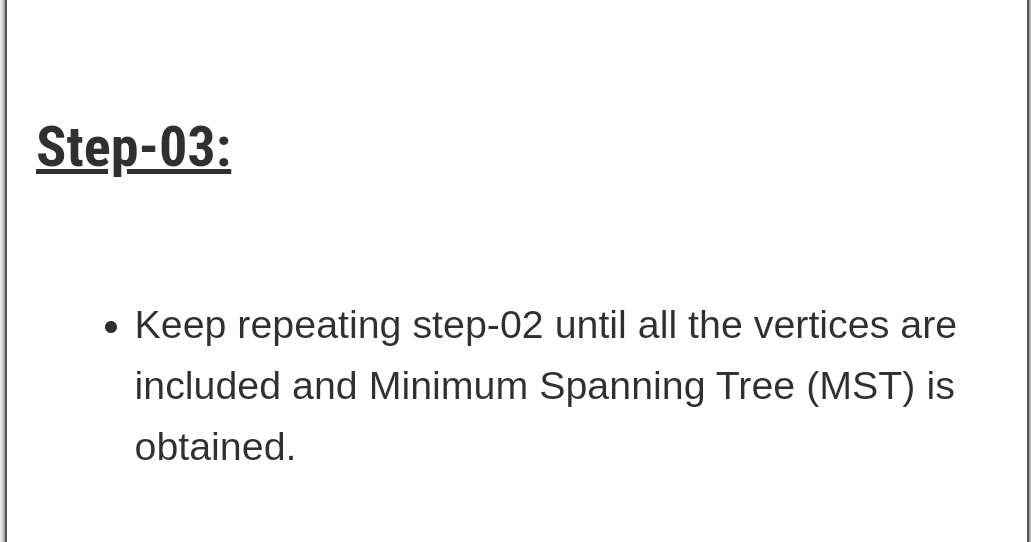 Step-03:
Keep repeating step-02 until all the vertices are
included and Minimum Spanning Tree (MST) is
obtained.